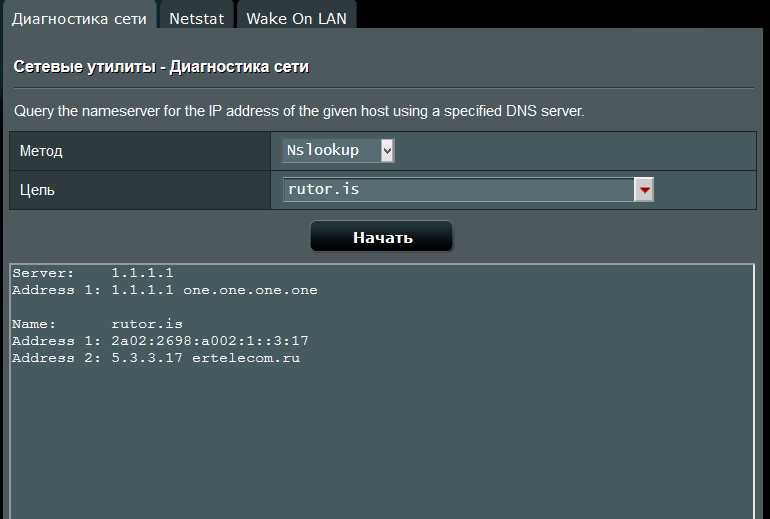 Диагностика сети Netstat Wake On LAN
Сетевые утилиты - Диагностика сети
Query the nameserver for the IP address of the given host using a specified DNS server.
Метод Nslookup
Цель rutor.is
Начать
Server: 1.1.1.1
Address 1: 1.1.1.1 one.one.one.one
Name: rutor.is
Address 1: 2a02:2698:a002:1::3:17
Address 2: 5.3.3.17 ertelecom.ru